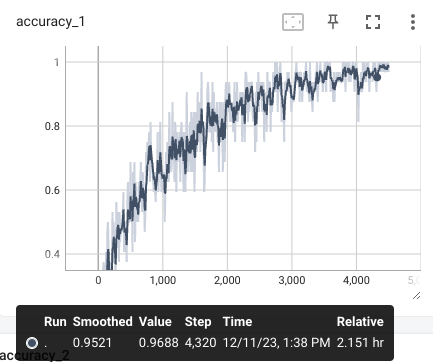 accuracy_1
1
0.8
0.6
0.4
0 1,000 2,000 3,000 4,000 5,0
Run Smoothed Value Step Time Relative
. 0.9521 0.9688 4,320 12/11/23, 1:38 PM 2.151 hr
accuracy_2